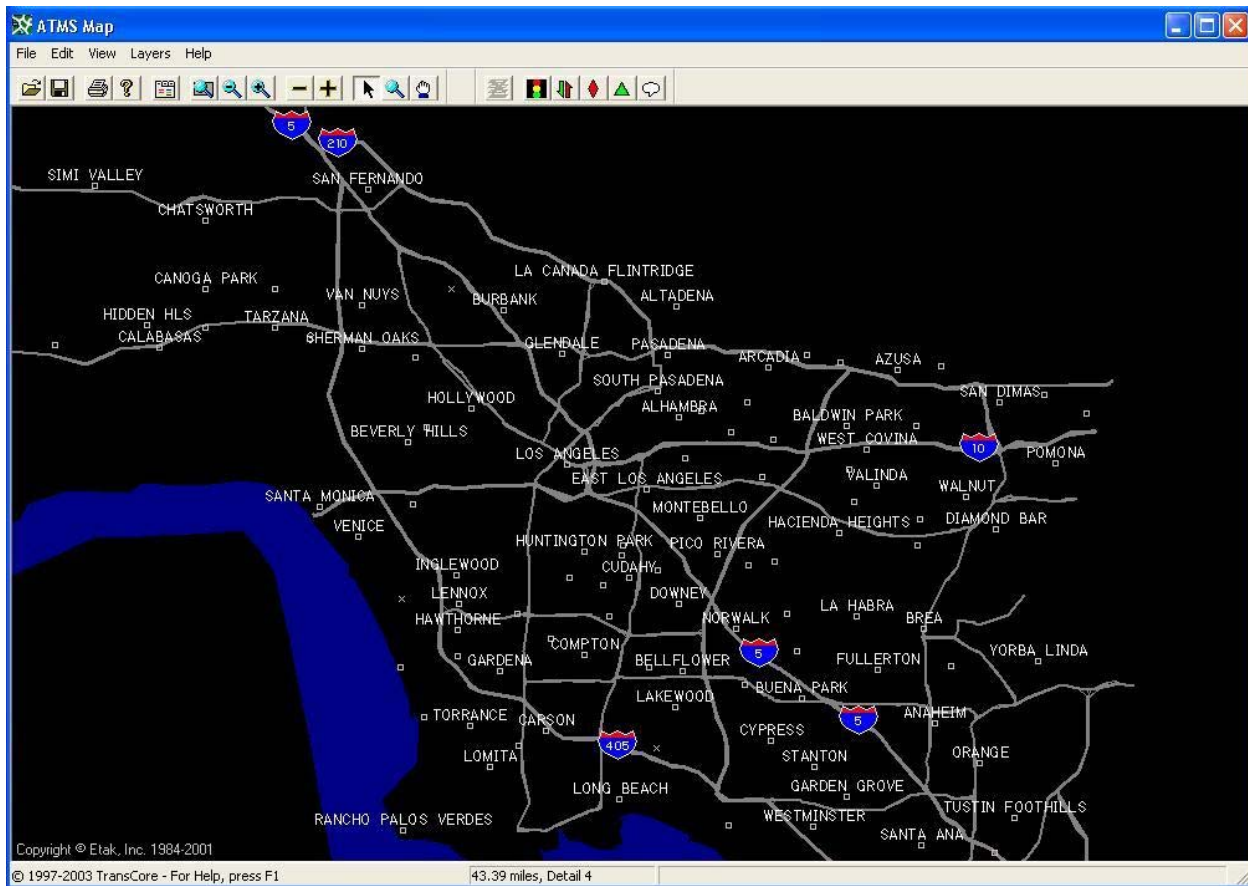 ATMS Map
File Edit View Layers Help
5
210
SIMI VALLEY
SAN FERNANDO
CHATSWORTH
LA CANADA FLINTRIDGE
CANOGA PARK
VAN NUYS
BURBANK
ALTADENA
HIDDEN HLS
TARZANA
CALABASAS
SHERMAN OAKS
GLENDALE
PASADENA
ARCADIA
AZUSA
SOUTH PASADENA
SAN DIMAS
HOLLYWOOD
ALHAMBRA
BALDWIN PARK
BEVERLY HILLS
WEST COVINA
10
LOS ANGELES
POMONA
EAST LOS ANGELES
VALINDA
WALNUT
SANTA MONICA
MONTEBELLO
VENICE
HACIENDA HEIGHTS
DIAMOND BAR
HUNTINGTON PARK
PICO RIVERA
INGLEWOOD
CUDAHY
LENNOX
DOWNEY
LA HABRA
HAWTHORNE
NORWALK
BREA
COMPTON
5
YORBA LINDA
GARDENA
BELLFLOWER
FULLERTON
LAKEWOOD
BUENA PARK
TORRANCE
CARSON
5
ANAHEIM
CYPRESS
405
LOMITA
STANTON
ORANGE
LONG BEACH
GARDEN GROVE
RANCHO PALOS VERDES
WESTMINSTER
TUSTIN FOOTHILLS
SANTA ANA
Copyright © Etak, Inc. 1984-2001
© 1997-2003 TransCore - For Help, press F1
43.39 miles, Detail 4